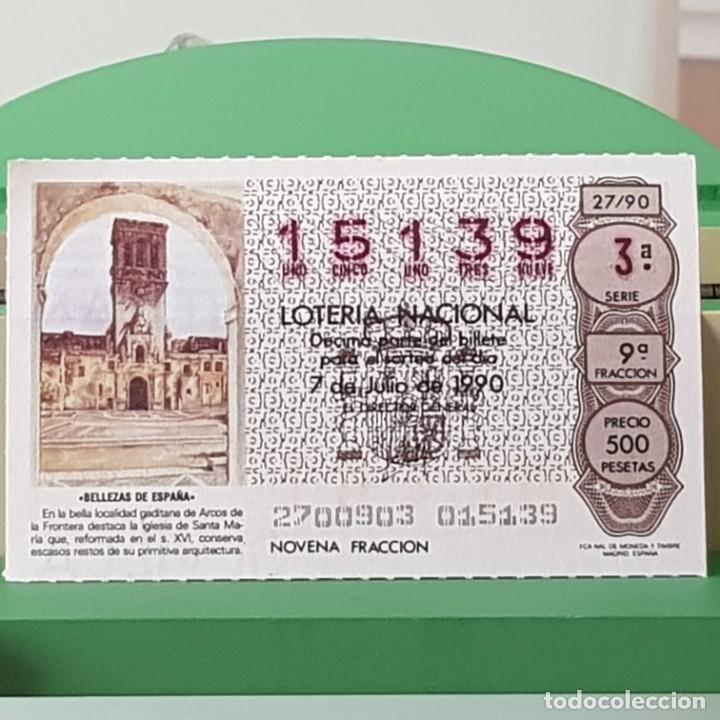 15139
UNO CINCO UNO TRES NUEVE
LOTERIA NACIONAL
Decima parte del billete
para el sorteo del dia
7 de Julio de 1990
EL DIRECTOR GENERAL
27/90
3ª
SERIE
9ª
FRACCION
PRECIO
500
PESETAS
«BELLEZAS DE ESPAÑA»
En la bella localidad gaditana de Arcos de
la Frontera destaca la iglesia de Santa Ma-
ría que, reformada en el s. XVI, conserva
escasos restos de su primitiva arquitectura.
2700903 015139
NOVENA FRACCION
FCA NAL DE MONEDA Y TIMBRE
MADRID ESPAÑA
todocoleccion